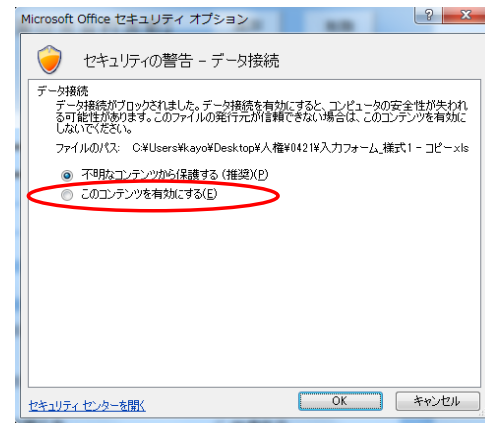 Microsoft Office セキュリティ オプション
セキュリティの警告 - データ接続
データ接続
データ接続がブロックされました。データ接続を有効にすると、コンピュータの安全性が失われ
る可能性があります。このファイルの発行元が信頼できない場合は、このコンテンツを有効に
しないでください。
ファイルのパス: C:¥Users¥kayo¥Desktop¥人権¥0421¥入力フォーム_様式1 - コピー.xls
不明なコンテンツから保護する (推奨)(P)
このコンテンツを有効にする(E)
セキュリティ センターを開く
OK
キャンセル